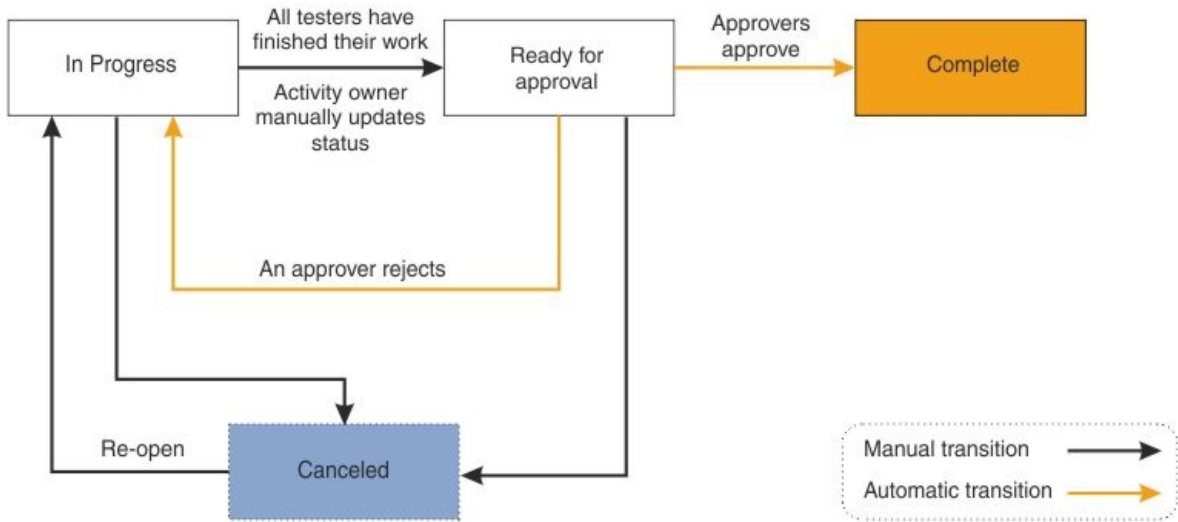 In Progress
All testers have
finished their work
Activity owner
manually updates
status
Ready for
approval
Approvers
approve
Complete
An approver rejects
Re-open
Canceled
Manual transition
Automatic transition